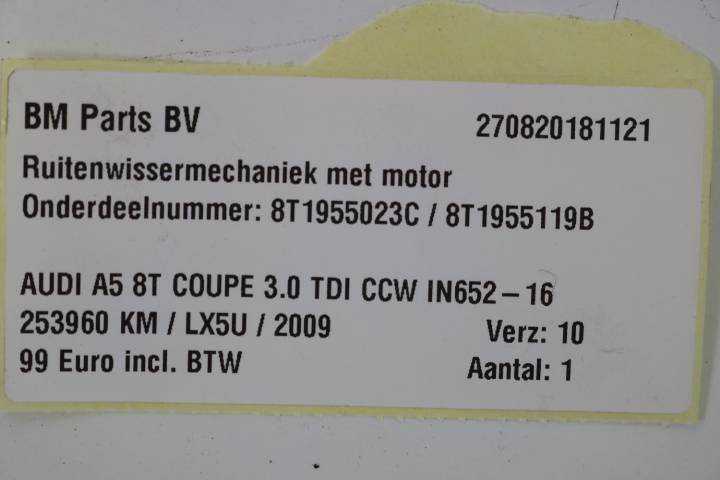 BM Parts BV 270820181121
Ruitenwissermechaniek met motor
Onderdeelnummer: 8T1955023C / 8T1955119B
AUDI A5 8T COUPE 3.0 TDI CCW IN652-16
253960 KM / LX5U / 2009 Verz: 10
99 Euro incl. BTW Aantal: 1